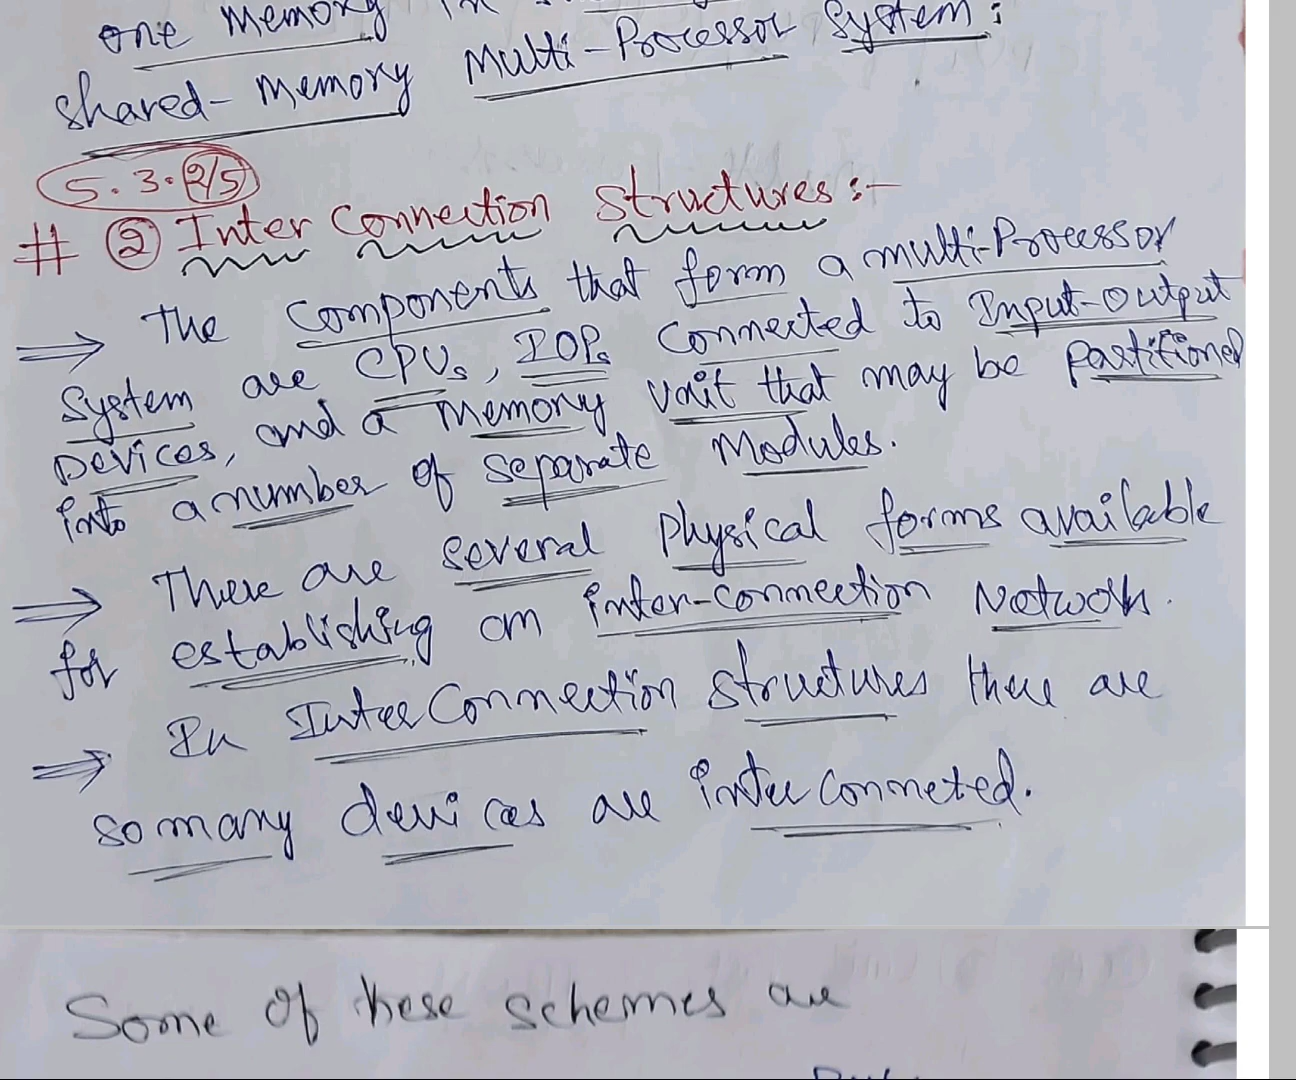 one Memory in
shared-Memory Multi-Processor System:
5.3.2/5
# ② Inter Connection Structures :-
⇒ The Components that form a multi-Processor
System are CPUs, IOPs Connected to Input-output
Devices, and a Memory Unit that may be Partitioned
into a number of separate Modules.
⇒ There are several Physical forms available
for establishing an inter-connection Network.
⇒ In Inter Connection structures there are
so many devices are inter conneted.
Some of hese schemes are